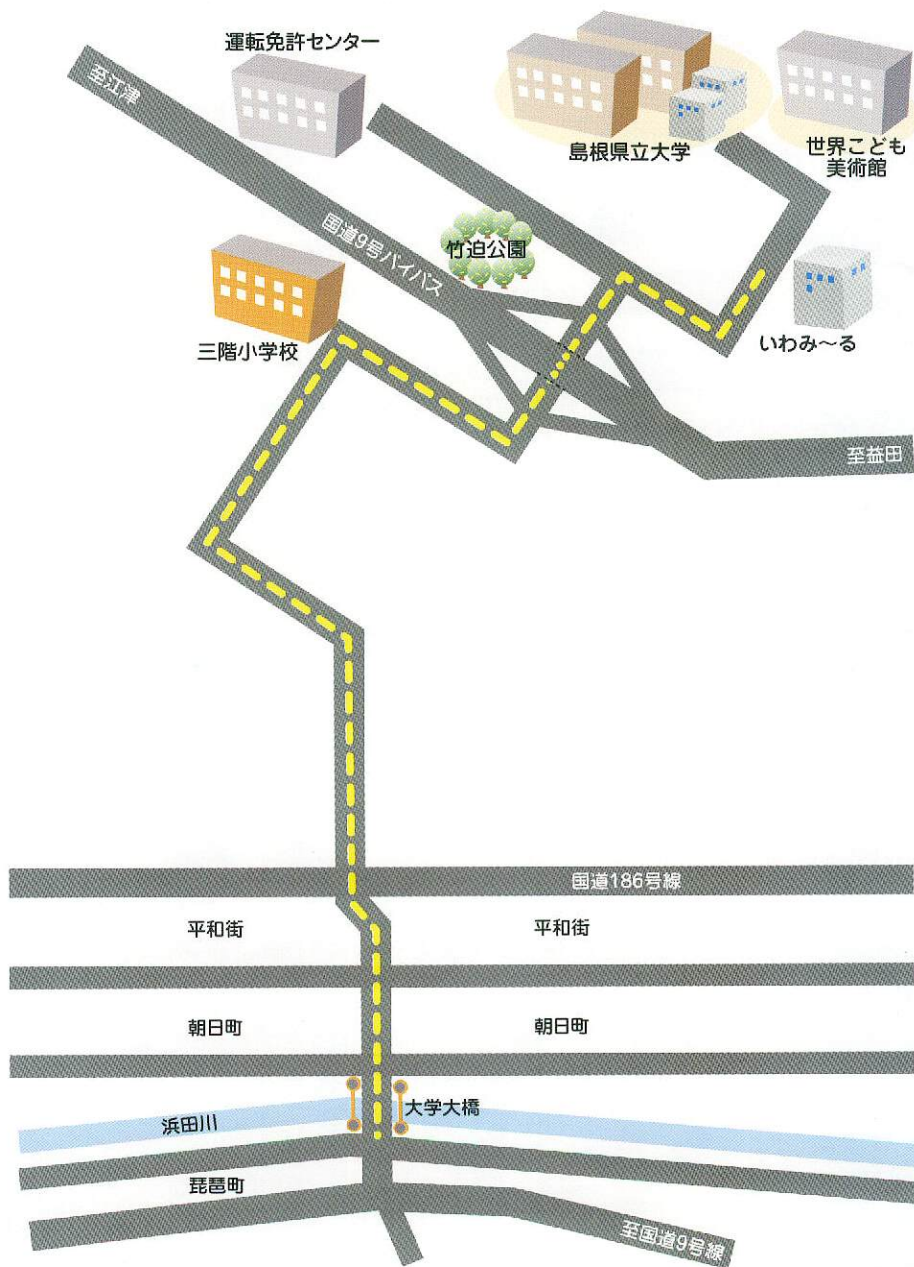 運転免許センター
至江津
島根県立大学
世界こども
美術館
国道9号バイパス
竹迫公園
三階小学校
いわみ〜る
至益田
国道186号線
平和街
平和街
朝日町
朝日町
大学大橋
浜田川
琵琶町
至国道9号線